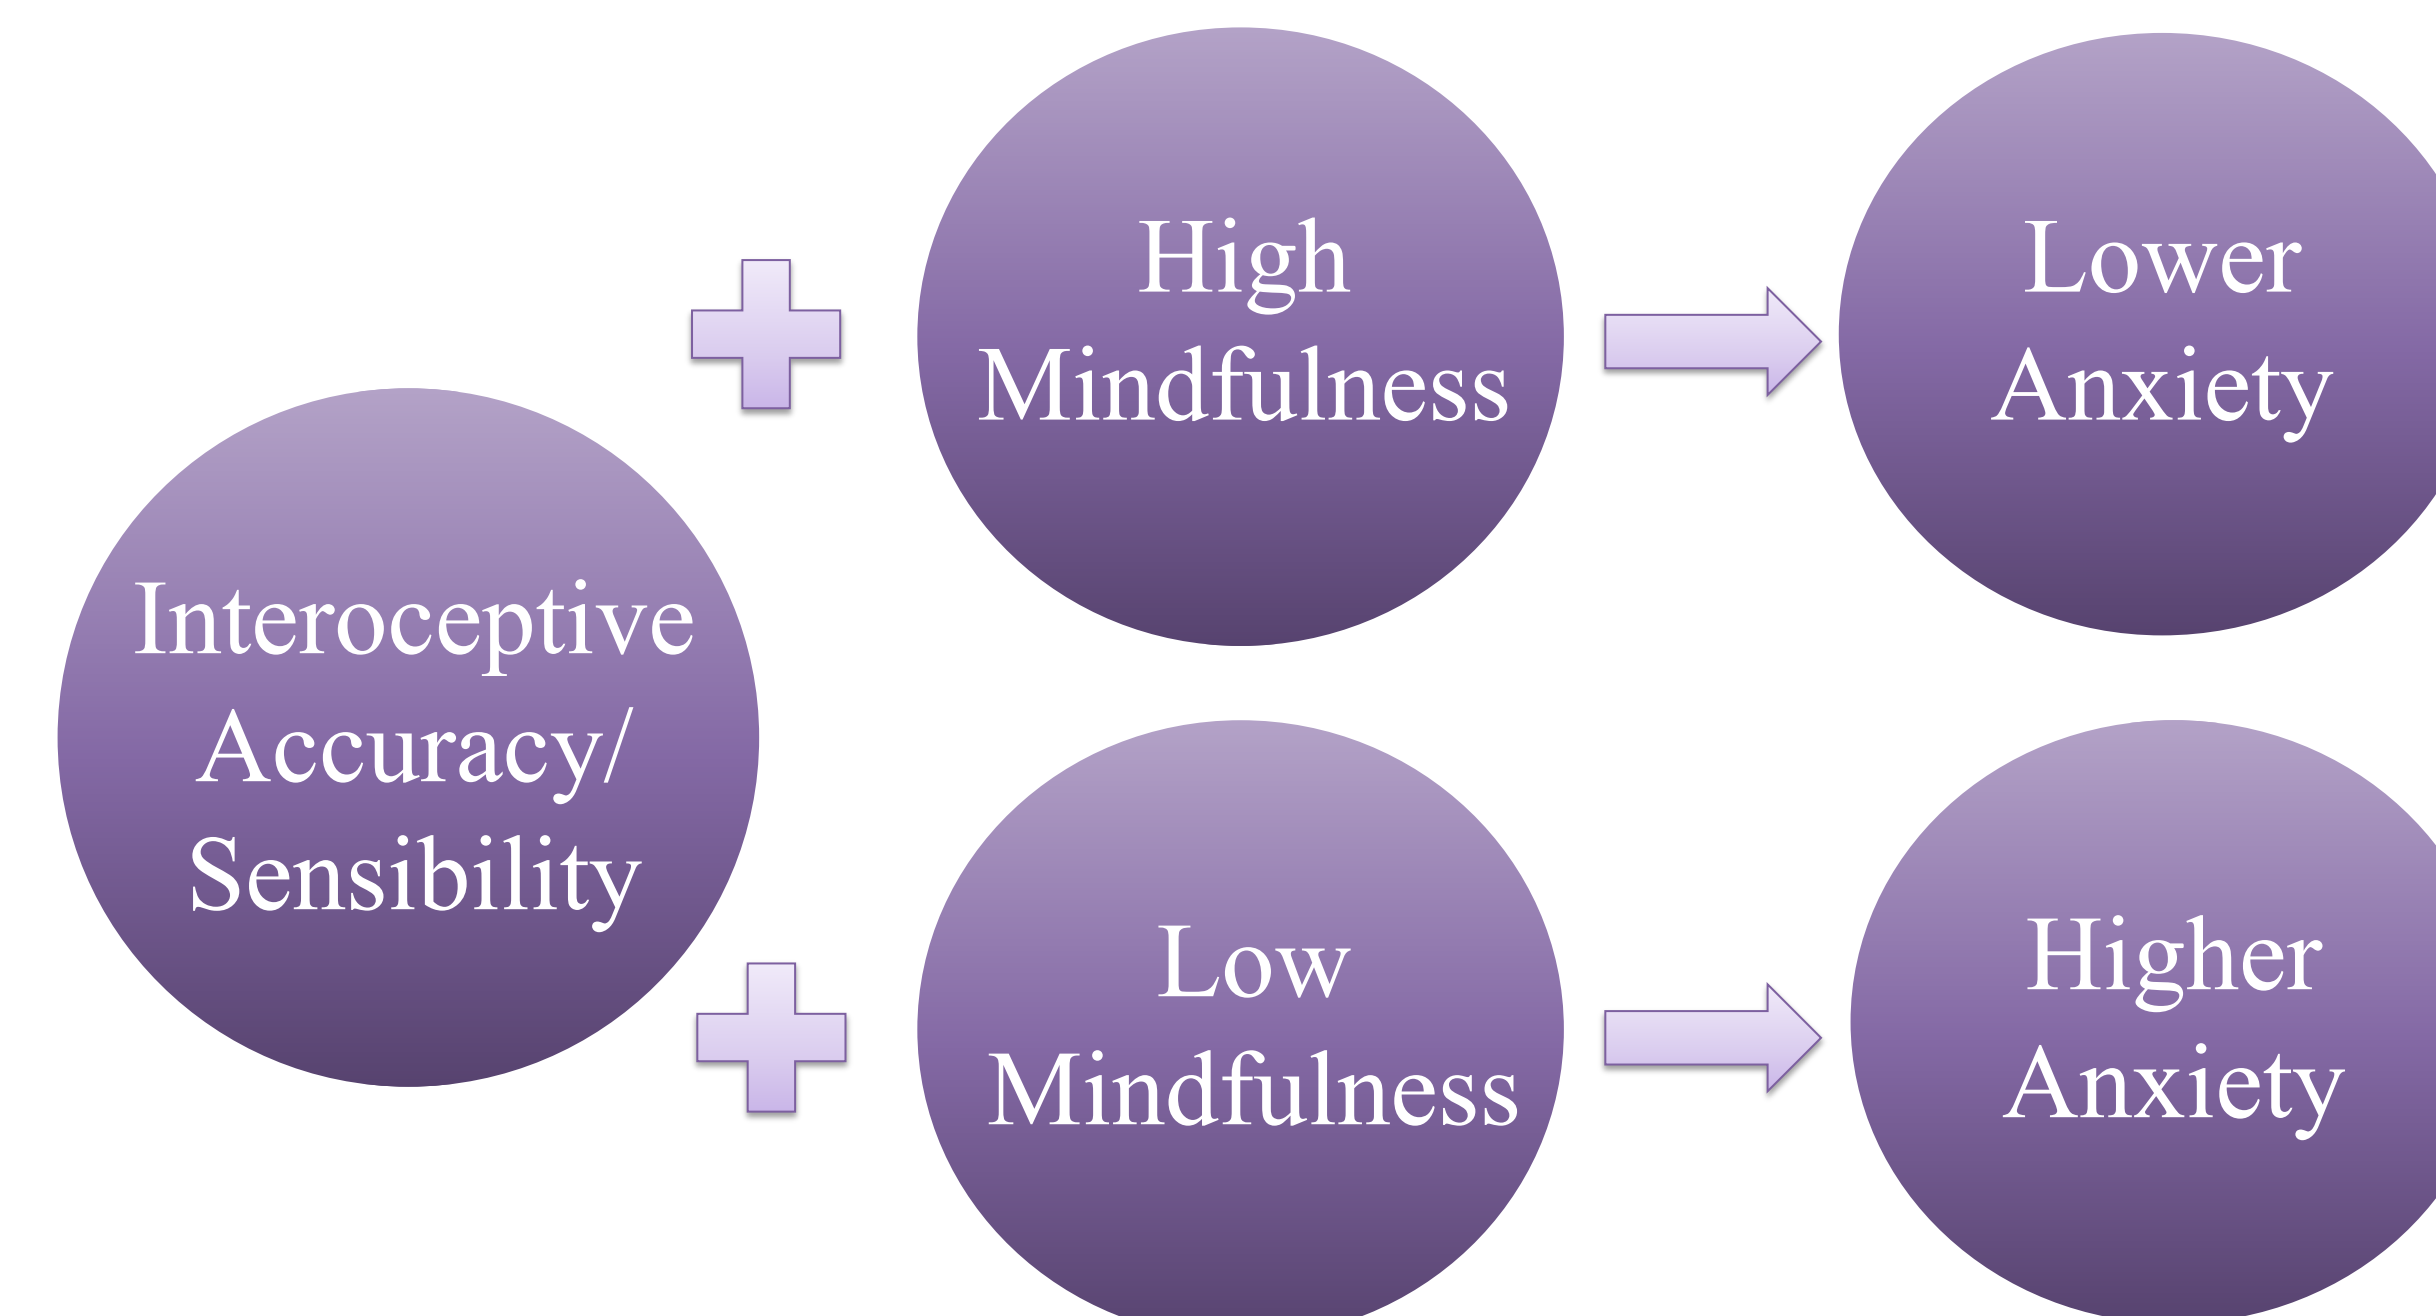 High
Mindfulness
Lower
Anxiety
Interoceptive
Accuracy/
Sensibility
Low
Mindfulness
Higher
Anxiety